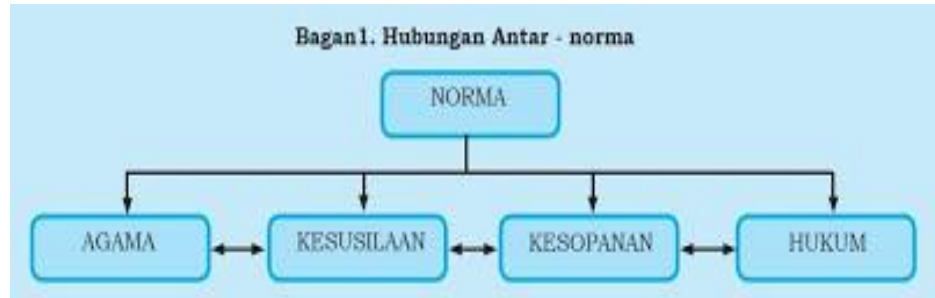 Bagan1. Hubungan Antar - norma
NORMA
AGAMA
KESUSILAAN
KESOPANAN
HUKUM